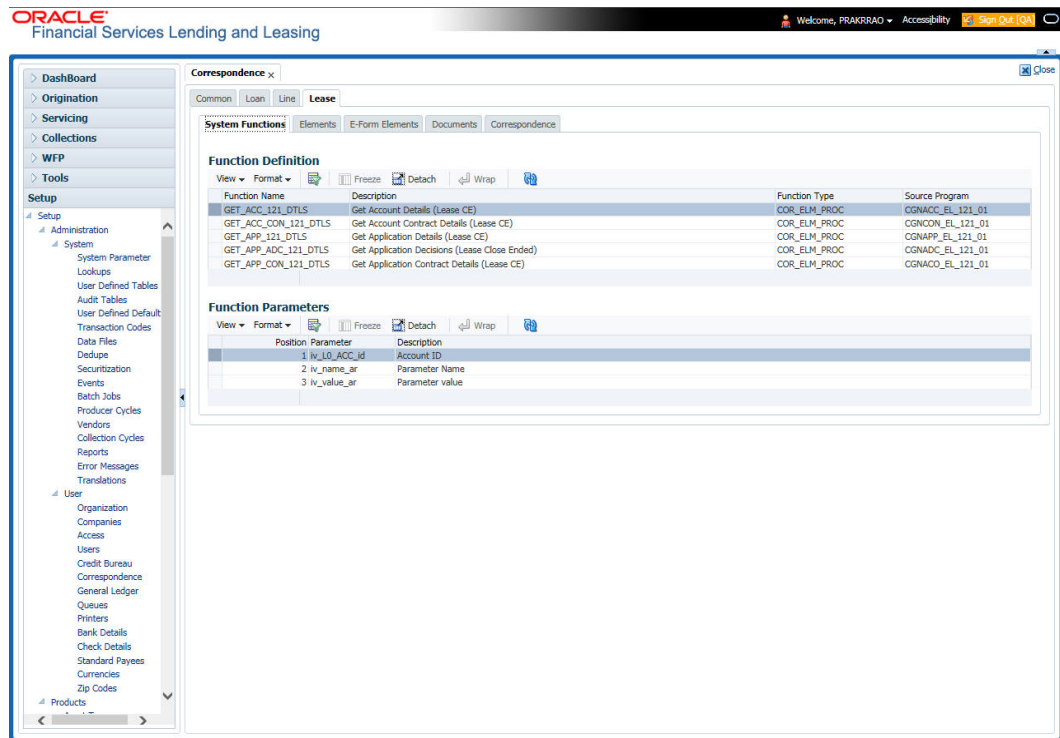 ORACLE
Financial Services Lending and Leasing
Welcome, PRAKRRAO Accessibility Sign Out [QA]
Close
DashBoard
Origination
Servicing
Collections
WFP
Tools
Setup
Setup
Administration
System
System Parameter
Lookups
User Defined Tables
Audit Tables
User Defined Default
Transaction Codes
Data Files
Dedupe
Securitization
Events
Batch Jobs
Producer Cycles
Vendors
Collection Cycles
Reports
Error Messages
Translations
User
Organization
Companies
Access
Users
Credit Bureau
Correspondence
General Ledger
Queues
Printers
Bank Details
Check Details
Standard Payees
Currencies
Zip Codes
Products
Correspondence x
Common Loan Line Lease
System Functions Elements E-Form Elements Documents Correspondence
Function Definition
View Format Freeze Detach Wrap
Function Name Description Function Type Source Program
GET_ACC_121_DTLS Get Account Details (Lease CE) COR_ELM_PROC CGNACC_EL_121_01
GET_ACC_CON_121_DTLS Get Account Contract Details (Lease CE) COR_ELM_PROC CGNCON_EL_121_01
GET_APP_121_DTLS Get Application Details (Lease CE) COR_ELM_PROC CGNAPP_EL_121_01
GET_APP_ADC_121_DTLS Get Application Decisions (Lease Close Ended) COR_ELM_PROC CGNADC_EL_121_01
GET_APP_CON_121_DTLS Get Application Contract Details (Lease CE) COR_ELM_PROC CGNACO_EL_121_01
Function Parameters
View Format Freeze Detach Wrap
Position Parameter Description
1 iv_L0_ACC_id Account ID
2 iv_name_ar Parameter Name
3 iv_value_ar Parameter value